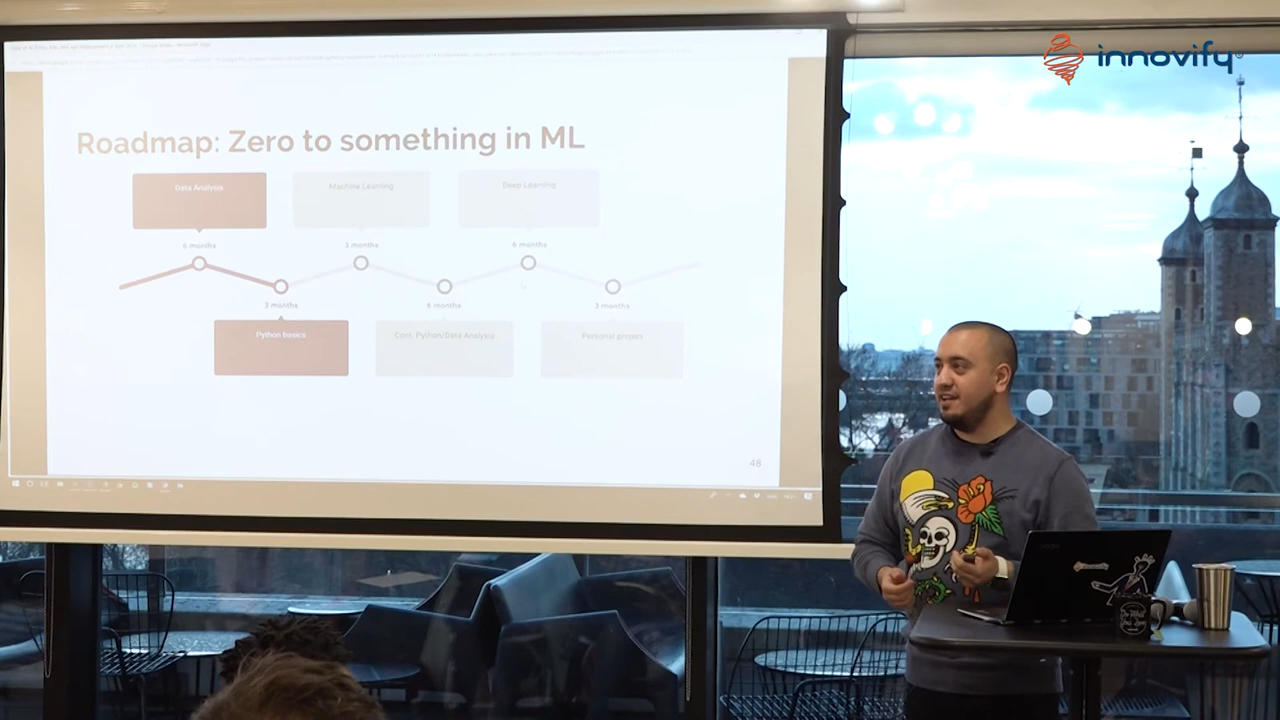 innovify
Roadmap: Zero to something in ML
Data Analysis
Machine Learning
Deep Learning
6 months
3 months
6 months
3 months
6 months
3 months
Python basics
Cont. Python/Data Analysis
Personal project
48